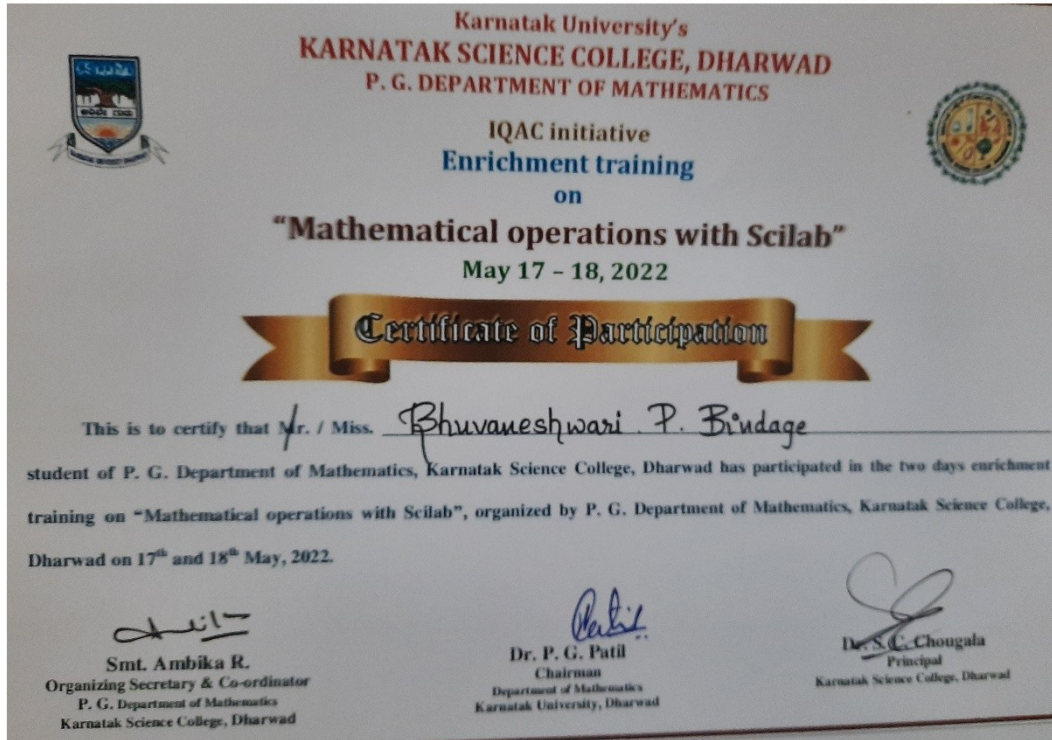 Karnatak University's
KARNATAK SCIENCE COLLEGE, DHARWAD
P. G. DEPARTMENT OF MATHEMATICS
IQAC initiative
Enrichment training
on
“Mathematical operations with Scilab”
May 17 – 18, 2022
Certificate of Participation
This is to certify that Mr. / Miss. Bhuvaneshwari. P. Bindage
student of P. G. Department of Mathematics, Karnatak Science College, Dharwad has participated in the two days enrichment
training on “Mathematical operations with Scilab”, organized by P. G. Department of Mathematics, Karnatak Science College,
Dharwad on 17th and 18th May, 2022.
Smt. Ambika R.
Organizing Secretary & Co-ordinator
P. G. Department of Mathematics
Karnatak Science College, Dharwad
Patil
Dr. P. G. Patil
Chairman
Department of Mathematics
Karnatak University, Dharwad
Dr. S. C. Chougala
Principal
Karnatak Science College, Dharwad